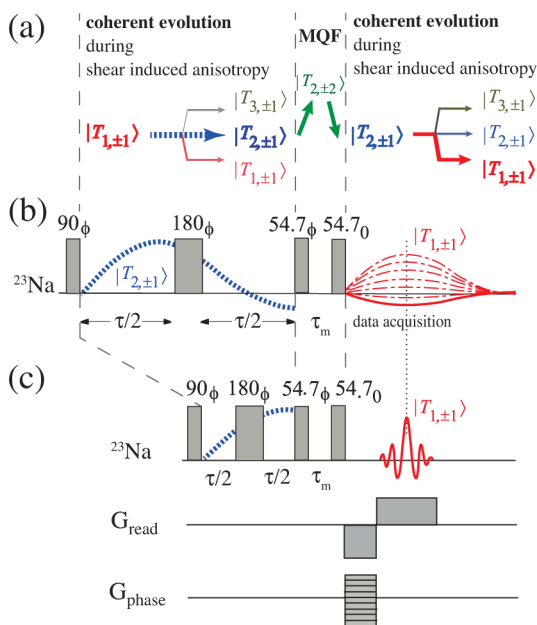 (a)
coherent evolution
during
shear induced anisotropy
MQF
coherent evolution
during
shear induced anisotropy
|T2,±2⟩
|T3,±1⟩
|T1,±1⟩
|T2,±1⟩
|T1,±1⟩
|T2,±1⟩
|T3,±1⟩
|T2,±1⟩
|T1,±1⟩
(b)
90ϕ
180ϕ
54.7ϕ
54.7₀
|T1,±1⟩
|T2,±1⟩
²³Na
τ/2
τ/2
τm
data acquisition
(c)
90ϕ
180ϕ
54.7ϕ
54.7₀
|T1,±1⟩
²³Na
τ/2
τ/2
τm
Gread
Gphase